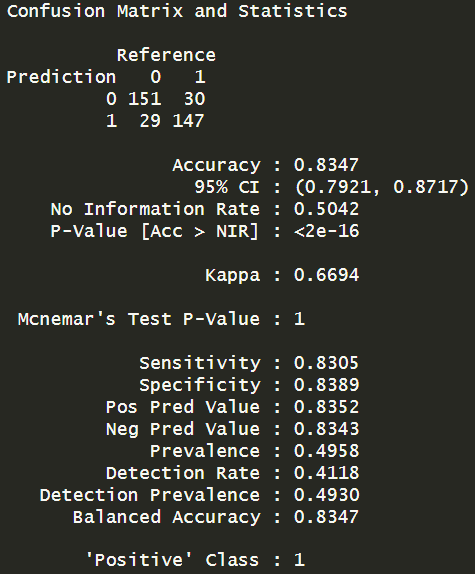 Confusion Matrix and Statistics
Reference
Prediction 0 1
0 151 30
1 29 147
Accuracy : 0.8347
95% CI : (0.7921, 0.8717)
No Information Rate : 0.5042
P-Value [Acc > NIR] : <2e-16
Kappa : 0.6694
Mcnemar's Test P-Value : 1
Sensitivity : 0.8305
Specificity : 0.8389
Pos Pred Value : 0.8352
Neg Pred Value : 0.8343
Prevalence : 0.4958
Detection Rate : 0.4118
Detection Prevalence : 0.4930
Balanced Accuracy : 0.8347
'Positive' Class : 1